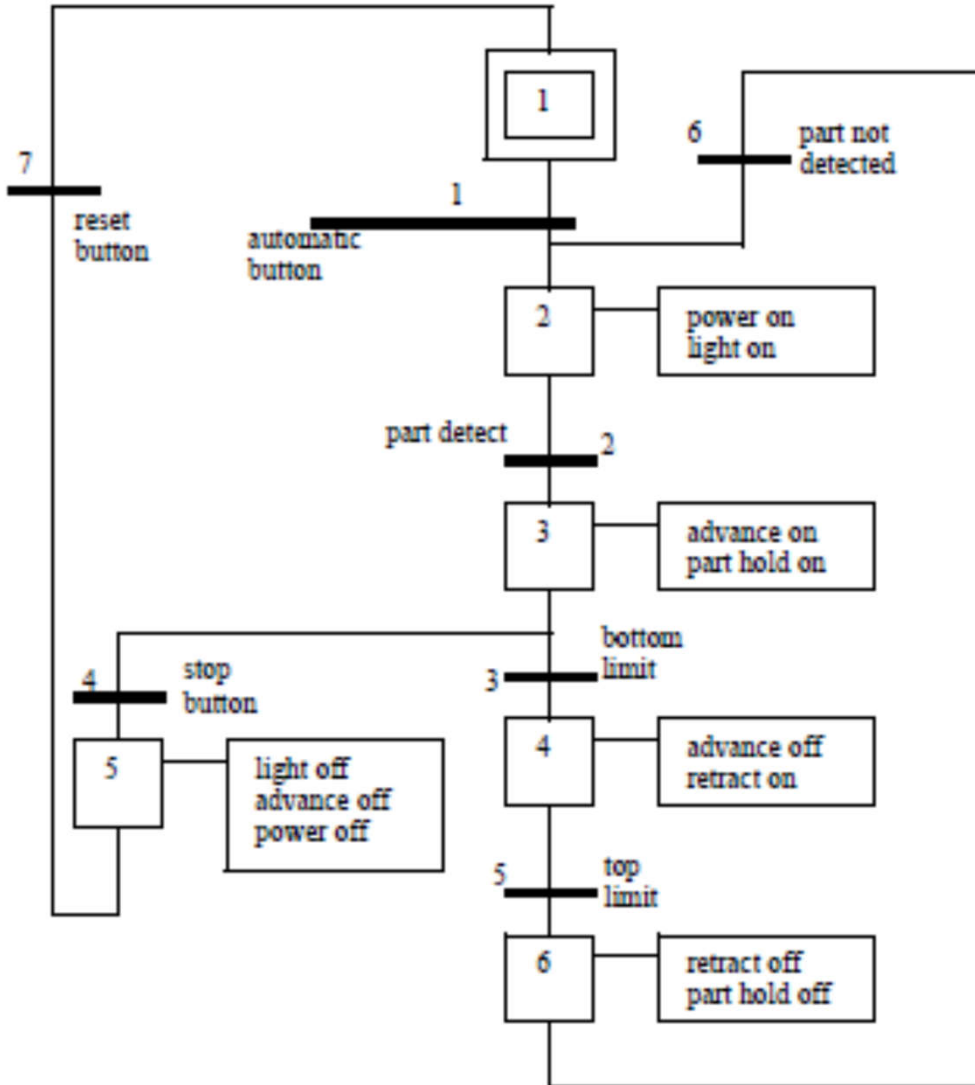 1
6
part not
detected
7
reset
button
1
automatic
button
2
power on
light on
part detect
2
3
advance on
part hold on
4
stop
button
bottom
limit
3
4
advance off
retract on
5
light off
advance off
power off
5
top
limit
6
retract off
part hold off